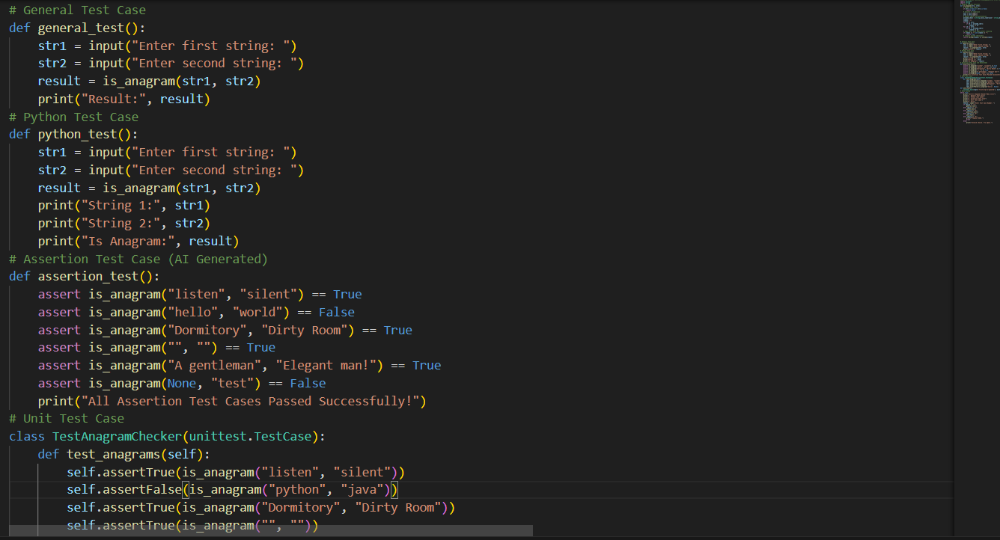 # General Test Case
def general_test():
    str1 = input("Enter first string: ")
    str2 = input("Enter second string: ")
    result = is_anagram(str1, str2)
    print("Result:", result)
# Python Test Case
def python_test():
    str1 = input("Enter first string: ")
    str2 = input("Enter second string: ")
    result = is_anagram(str1, str2)
    print("String 1:", str1)
    print("String 2:", str2)
    print("Is Anagram:", result)
# Assertion Test Case (AI Generated)
def assertion_test():
    assert is_anagram("listen", "silent") == True
    assert is_anagram("hello", "world") == False
    assert is_anagram("Dormitory", "Dirty Room") == True
    assert is_anagram("", "") == True
    assert is_anagram("A gentleman", "Elegant man!") == True
    assert is_anagram(None, "test") == False
    print("All Assertion Test Cases Passed Successfully!")
# Unit Test Case
class TestAnagramChecker(unittest.TestCase):
    def test_anagrams(self):
        self.assertTrue(is_anagram("listen", "silent"))
        self.assertFalse(is_anagram("python", "java"))
        self.assertTrue(is_anagram("Dormitory", "Dirty Room"))
        self.assertTrue(is_anagram("", ""))